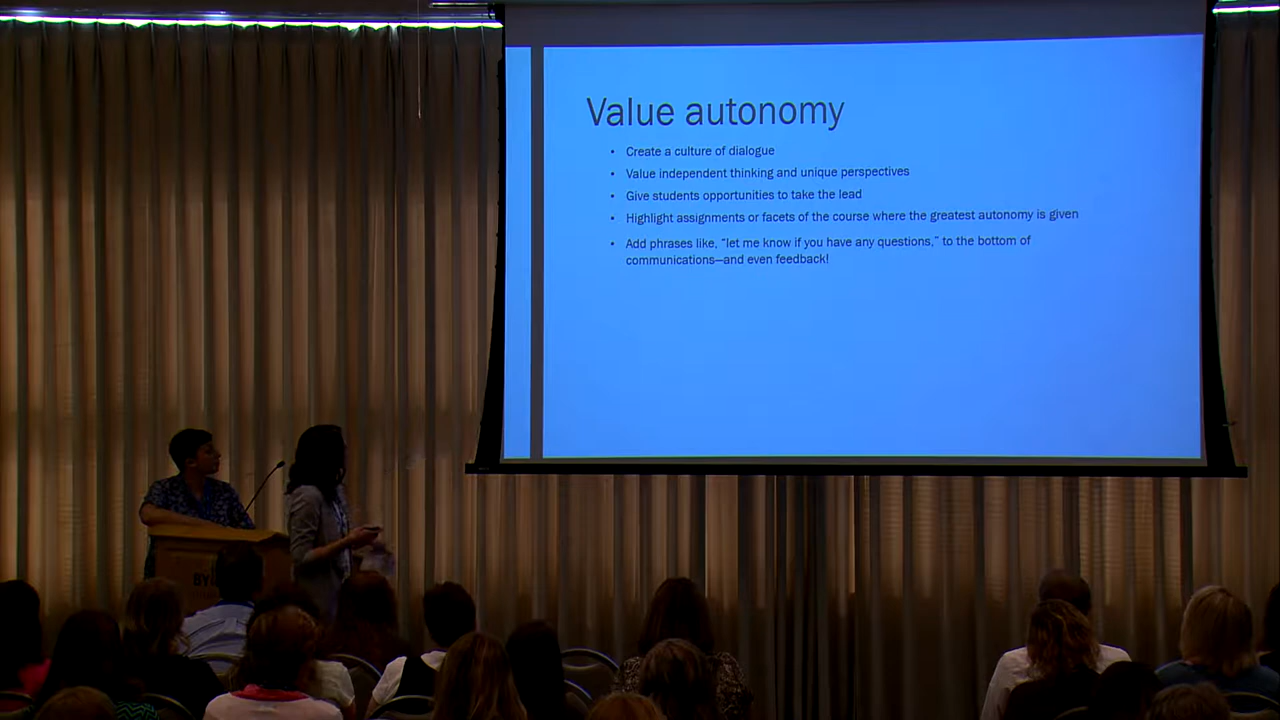 Value autonomy
• Create a culture of dialogue
• Value independent thinking and unique perspectives
• Give students opportunities to take the lead
• Highlight assignments or facets of the course where the greatest autonomy is given
• Add phrases like, “let me know if you have any questions,” to the bottom of
communications—and even feedback!